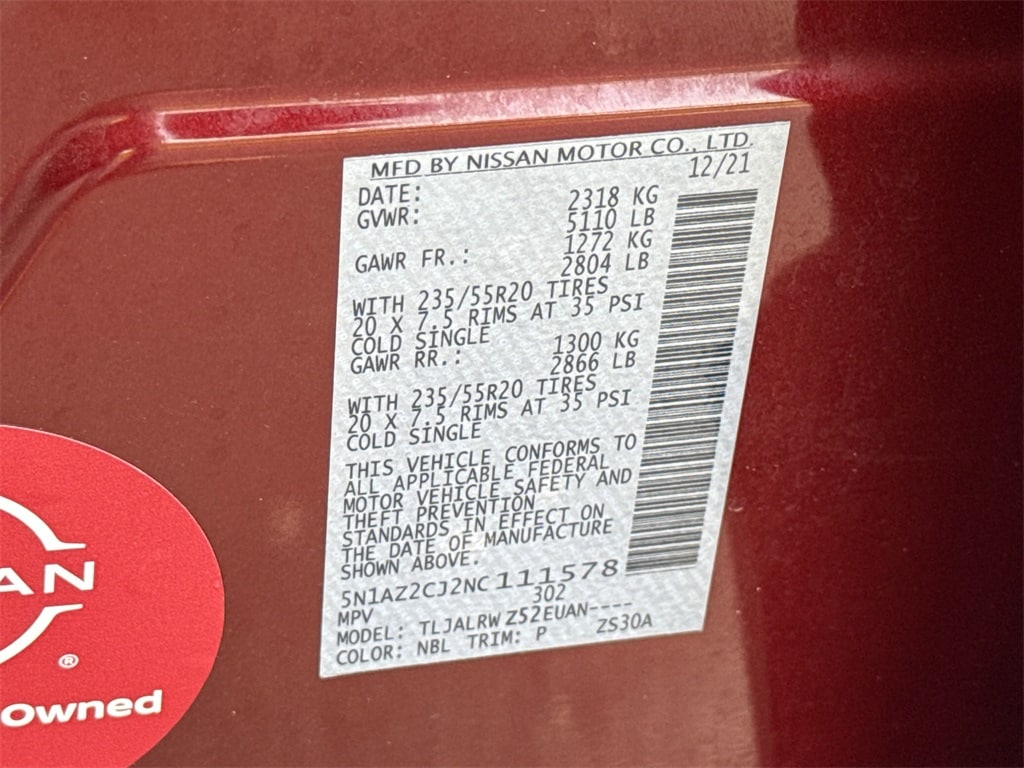 MFD BY NISSAN MOTOR CO., LTD.
DATE: 12/21
GVWR: 2318 KG
5110 LB
GAWR FR.: 1272 KG
2804 LB
WITH 235/55R20 TIRES
20 X 7.5 RIMS AT 35 PSI
COLD SINGLE
GAWR RR.: 1300 KG
2866 LB
WITH 235/55R20 TIRES
20 X 7.5 RIMS AT 35 PSI
COLD SINGLE
THIS VEHICLE CONFORMS TO
ALL APPLICABLE FEDERAL
MOTOR VEHICLE SAFETY AND
THEFT PREVENTION
STANDARDS IN EFFECT ON
THE DATE OF MANUFACTURE
SHOWN ABOVE.
5N1AZ2CJ2NC111578
MPV 302
MODEL: TLJALRW Z52EUAN----
COLOR: NBL TRIM: P ZS30A
AN
®
Owned